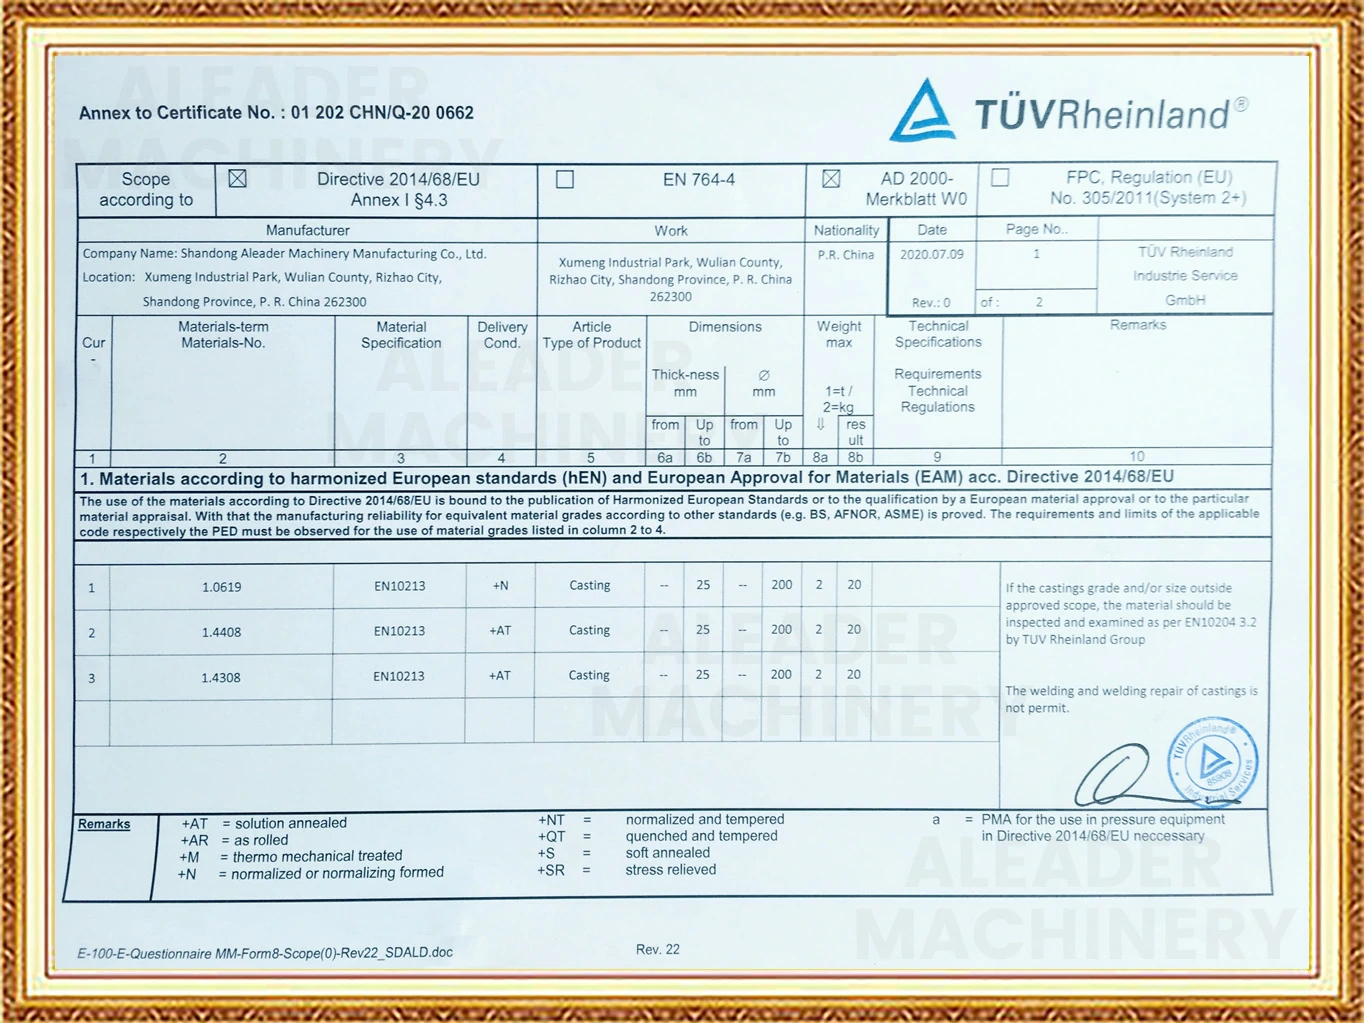 Annex to Certificate No. : 01 202 CHN/Q-20 0662
TÜVRheinland®
Scope according to
Directive 2014/68/EU Annex I §4.3
EN 764-4
AD 2000-Merkblatt W0
FPC, Regulation (EU) No. 305/2011(System 2+)
Manufacturer
Work
Nationality
Date
Page No..
Company Name: Shandong Aleader Machinery Manufacturing Co., Ltd.
Location: Xumeng Industrial Park, Wulian County, Rizhao City,
Shandong Province, P. R. China 262300
Xumeng Industrial Park, Wulian County,
Rizhao City, Shandong Province, P. R. China
262300
P.R. China
2020.07.09
Rev.: 0
1
of : 2
TÜV Rheinland
Industrie Service
GmbH
Cur
-
Materials-term
Materials-No.
Material
Specification
Delivery
Cond.
Article
Type of Product
Dimensions
Thick-ness
mm
Ø
mm
from
Up
to
from
Up
to
Weight
max
1=t /
2=kg
⇩
res
ult
Technical
Specifications
Requirements
Technical
Regulations
Remarks
1 2 3 4 5 6a 6b 7a 7b 8a 8b 9 10
1. Materials according to harmonized European standards (hEN) and European Approval for Materials (EAM) acc. Directive 2014/68/EU
The use of the materials according to Directive 2014/68/EU is bound to the publication of Harmonized European Standards or to the qualification by a European material approval or to the particular
material appraisal. With that the manufacturing reliability for equivalent material grades according to other standards (e.g. BS, AFNOR, ASME) is proved. The requirements and limits of the applicable
code respectively the PED must be observed for the use of material grades listed in column 2 to 4.
1 1.0619 EN10213 +N Casting -- 25 -- 200 2 20
2 1.4408 EN10213 +AT Casting -- 25 -- 200 2 20
3 1.4308 EN10213 +AT Casting -- 25 -- 200 2 20
If the castings grade and/or size outside
approved scope, the material should be
inspected and examined as per EN10204 3.2
by TUV Rheinland Group
The welding and welding repair of castings is
not permit.
TÜVRheinland®
85908
Industrial Services
Remarks
+AT = solution annealed
+AR = as rolled
+M = thermo mechanical treated
+N = normalized or normalizing formed
+NT = normalized and tempered
+QT = quenched and tempered
+S = soft annealed
+SR = stress relieved
a = PMA for the use in pressure equipment
in Directive 2014/68/EU neccessary
E-100-E-Questionnaire MM-Form8-Scope(0)-Rev22_SDALD.doc
Rev. 22
ALEADER
MACHINERY
ALEADER
MACHINERY
ALEADER
MACHINERY
ALEADER
MACHINERY